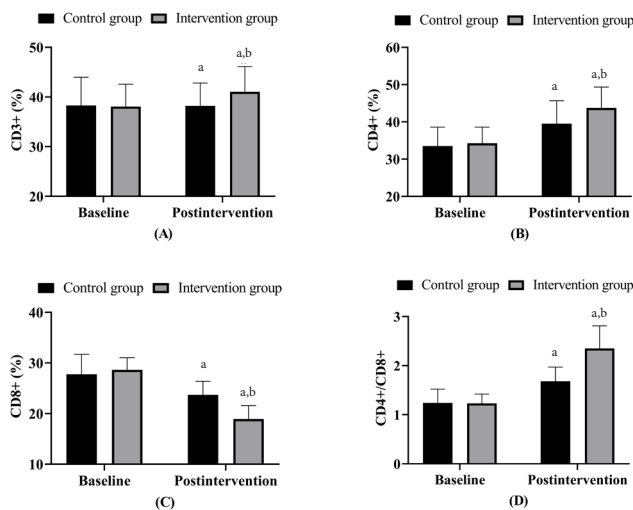 Control group Intervention group
50
40
30
20
CD3+ (%)
a
a,b
Baseline Postintervention
(A)
Control group Intervention group
60
50
40
30
20
CD4+ (%)
a
a,b
Baseline Postintervention
(B)
Control group Intervention group
40
30
20
10
CD8+ (%)
a
a,b
Baseline Postintervention
(C)
Control group Intervention group
3
2
1
0
CD4+/CD8+
a
a,b
Baseline Postintervention
(D)